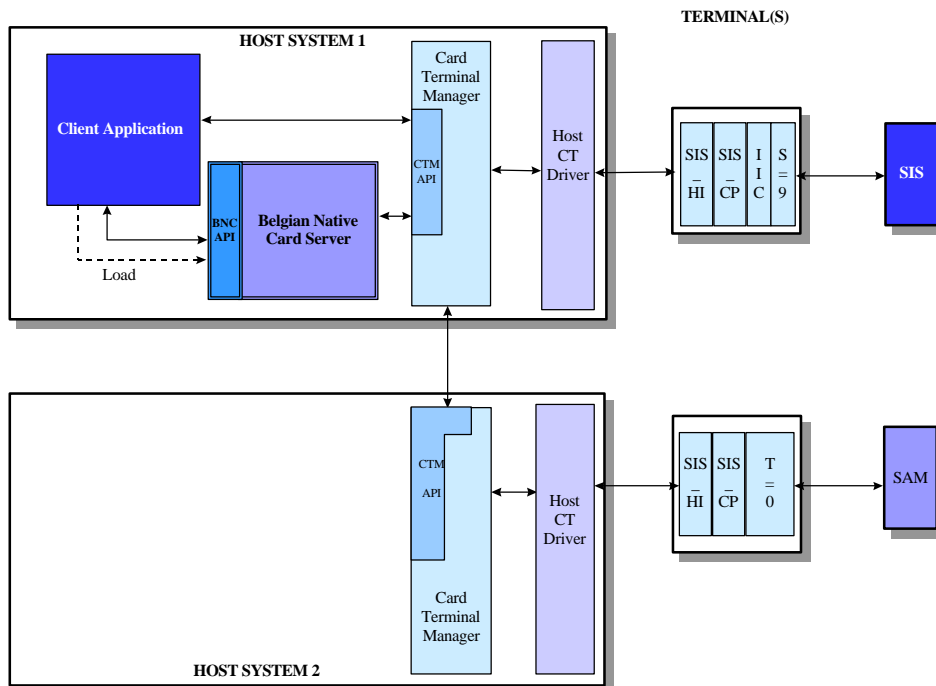 TERMINAL(S)
HOST SYSTEM 1
Client Application
Load
BNC
API
Belgian Native
Card Server
Card
Terminal
Manager
CTM
API
Host
CT
Driver
SIS
_
HI
SIS
_
CP
I
I
C
S
=
9
SIS
CTM
API
Card
Terminal
Manager
Host
CT
Driver
SIS
_
HI
SIS
_
CP
T
=
0
SAM
HOST SYSTEM 2